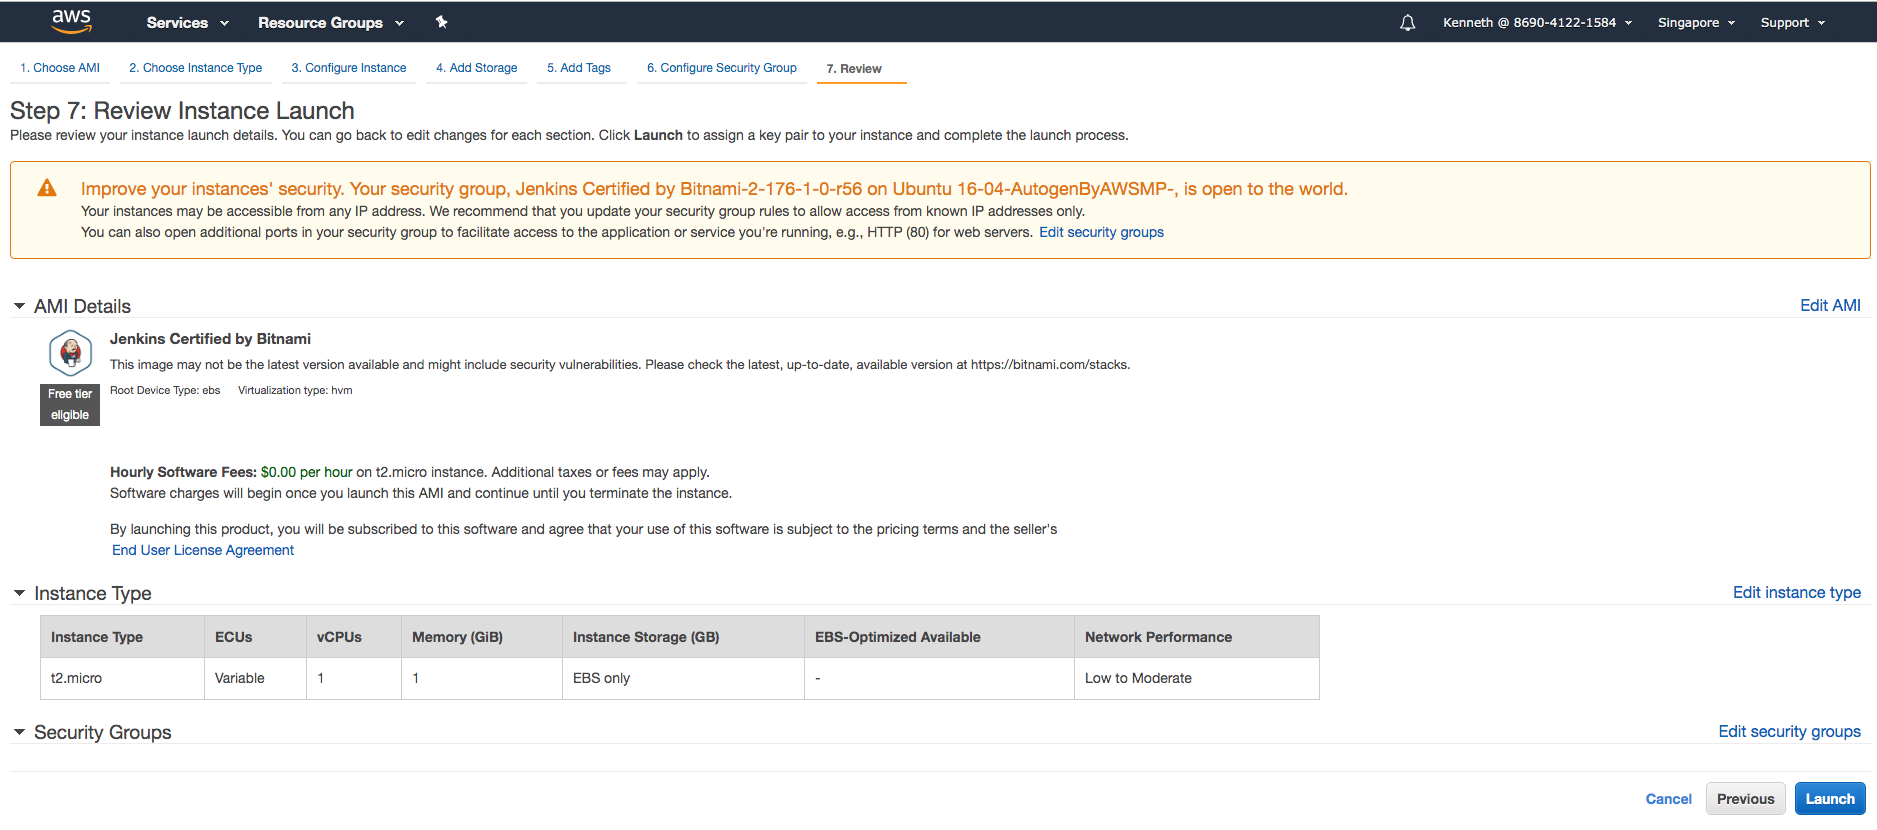 aws Services Resource Groups Kenneth @ 8690-4122-1584 Singapore Support
1. Choose AMI 2. Choose Instance Type 3. Configure Instance 4. Add Storage 5. Add Tags 6. Configure Security Group 7. Review
Step 7: Review Instance Launch
Please review your instance launch details. You can go back to edit changes for each section. Click Launch to assign a key pair to your instance and complete the launch process.
Improve your instances' security. Your security group, Jenkins Certified by Bitnami-2-176-1-0-r56 on Ubuntu 16-04-AutogenByAWSMP-, is open to the world.
Your instances may be accessible from any IP address. We recommend that you update your security group rules to allow access from known IP addresses only.
You can also open additional ports in your security group to facilitate access to the application or service you're running, e.g., HTTP (80) for web servers. Edit security groups
AMI Details Edit AMI
Jenkins Certified by Bitnami
This image may not be the latest version available and might include security vulnerabilities. Please check the latest, up-to-date, available version at https://bitnami.com/stacks.
Free tier eligible
Root Device Type: ebs Virtualization type: hvm
Hourly Software Fees: $0.00 per hour on t2.micro instance. Additional taxes or fees may apply.
Software charges will begin once you launch this AMI and continue until you terminate the instance.
By launching this product, you will be subscribed to this software and agree that your use of this software is subject to the pricing terms and the seller's
End User License Agreement
Instance Type Edit instance type
Instance Type ECUs vCPUs Memory (GiB) Instance Storage (GB) EBS-Optimized Available Network Performance
t2.micro Variable 1 1 EBS only - Low to Moderate
Security Groups Edit security groups
Cancel Previous Launch